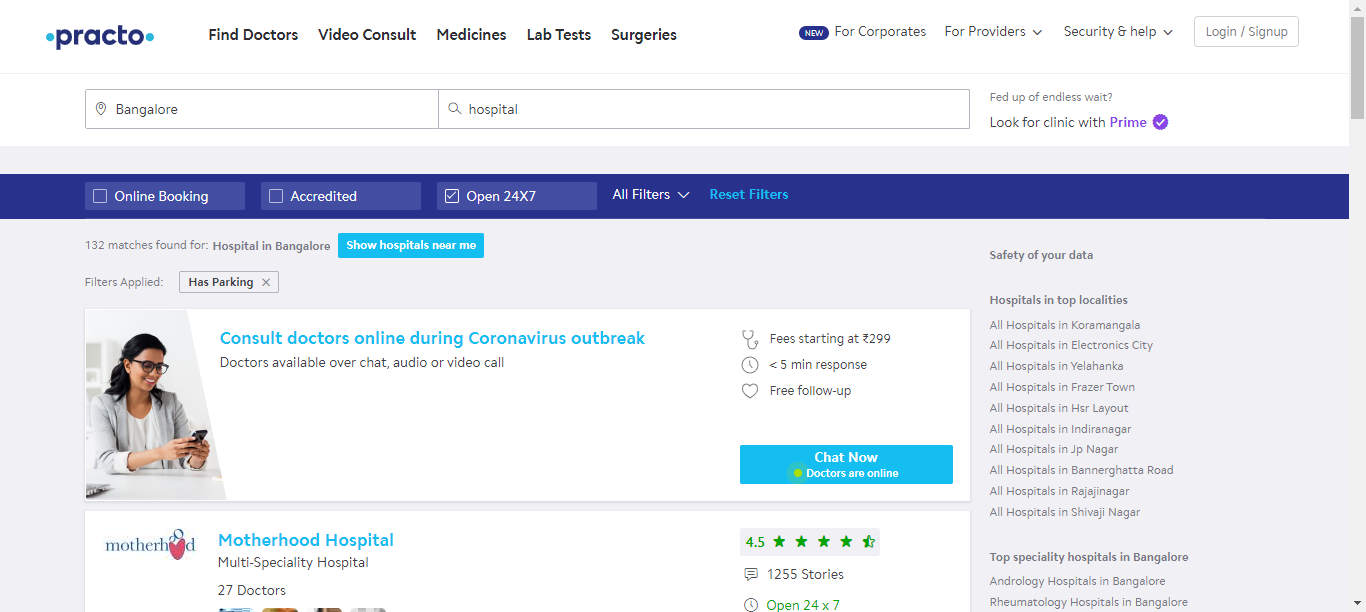 practo
Find Doctors Video Consult Medicines Lab Tests Surgeries
NEW For Corporates For Providers Security & help Login / Signup
Bangalore
hospital
Fed up of endless wait?
Look for clinic with Prime
Online Booking Accredited Open 24X7 All Filters Reset Filters
132 matches found for: Hospital in Bangalore Show hospitals near me
Filters Applied: Has Parking
Consult doctors online during Coronavirus outbreak
Doctors available over chat, audio or video call
Fees starting at ₹299
< 5 min response
Free follow-up
Chat Now
Doctors are online
motherhood
Motherhood Hospital
Multi-Speciality Hospital
27 Doctors
4.5
1255 Stories
Open 24 x 7
Safety of your data
Hospitals in top localities
All Hospitals in Koramangala
All Hospitals in Electronics City
All Hospitals in Yelahanka
All Hospitals in Frazer Town
All Hospitals in Hsr Layout
All Hospitals in Indiranagar
All Hospitals in Jp Nagar
All Hospitals in Bannerghatta Road
All Hospitals in Rajajinagar
All Hospitals in Shivaji Nagar
Top speciality hospitals in Bangalore
Andrology Hospitals in Bangalore
Rheumatology Hospitals in Bangalore